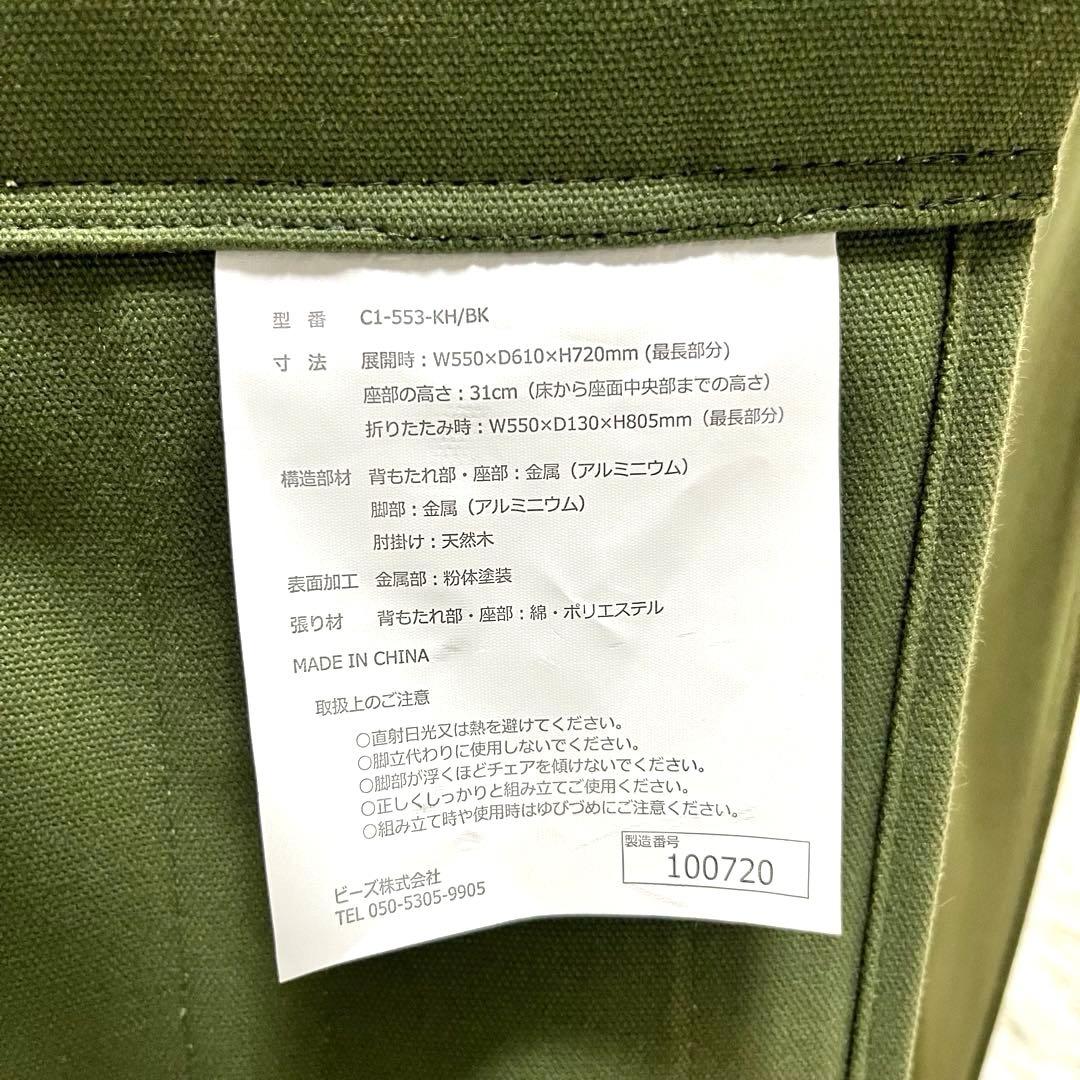 型番 C1-553-KH/BK
寸法 展開時：W550×D610×H720mm (最長部分)
座部の高さ：31cm（床から座面中央部までの高さ）
折りたたみ時：W550×D130×H805mm（最長部分）
構造部材 背もたれ部・座部：金属（アルミニウム）
脚部：金属（アルミニウム）
肘掛け：天然木
表面加工 金属部：粉体塗装
張り材 背もたれ部・座部：綿・ポリエステル
MADE IN CHINA
取扱上のご注意
○直射日光又は熱を避けてください。
○脚立代わりに使用しないでください。
○脚部が浮くほどチェアを傾けないでください。
○正しくしっかりと組み立てご使用ください。
○組み立て時や使用時はゆびづめにご注意ください。
製造番号
100720
ビーズ株式会社
TEL 050-5305-9905